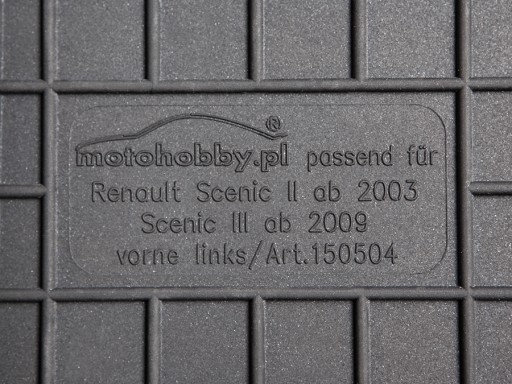 motohobby.pl® passend für
Renault Scenic II ab 2003
Scenic III ab 2009
vorne links/Art.150504